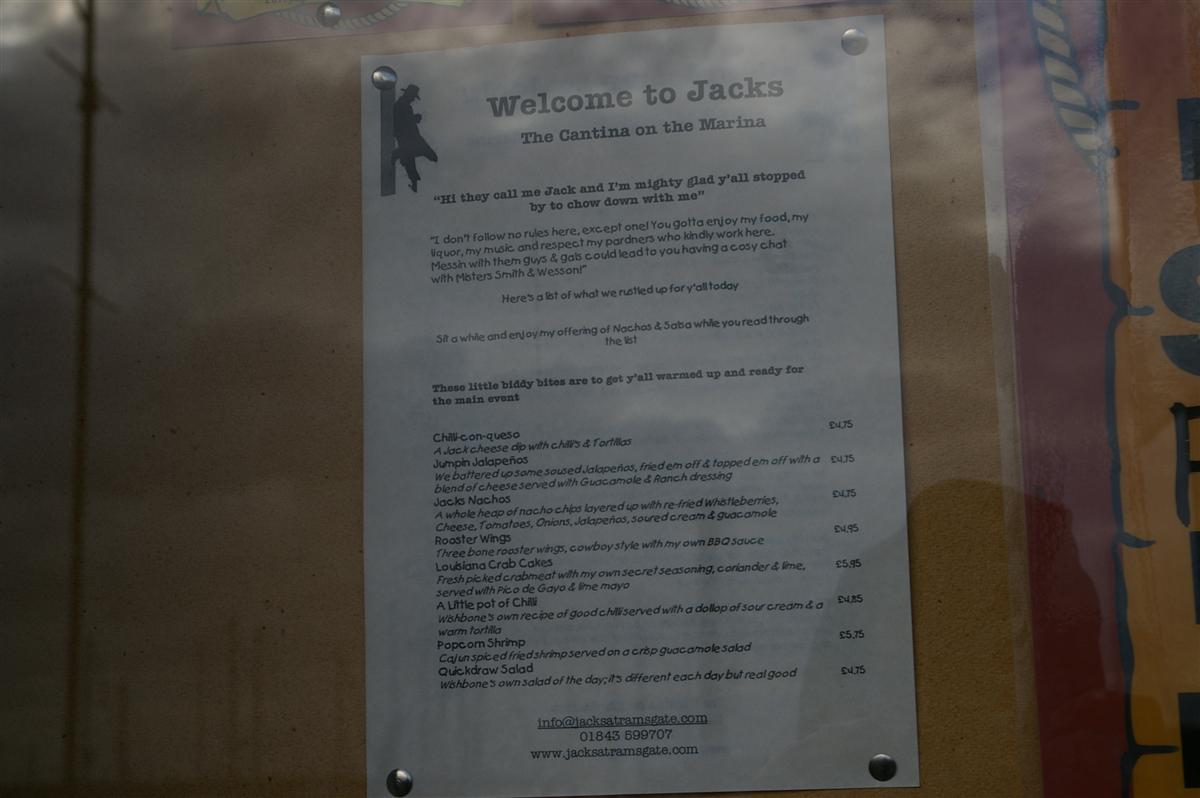 Welcome to Jacks
The Cantina on the Marina
"Hi they call me Jack and I'm mighty glad y'all stopped
by to chow down with me"
"I don't follow no rules here, except one! You gotta enjoy my food, my
liquor, my music and respect my pardners who kindly work here.
Messin with them guys & gals could lead to you having a cosy chat
with Misters Smith & Wesson!"
Here's a list of what we rustled up for y'all today
Sit a while and enjoy my offering of Nachos & Salsa while you read through
the list
These little biddy bites are to get y'all warmed up and ready for
the main event
Chilli-con-queso £4.75
A Jack cheese dip with chilli's & Tortillas
Jumpin Jalapeños
We battered up some soused Jalapeños, fried em off & topped em off with a £4.75
blend of cheese served with Guacamole & Ranch dressing
Jacks Nachos £4.75
A whole heap of nacho chips layered up with re-fried Whistleberries,
Cheese, Tomatoes, Onions, Jalapeños, soured cream & guacamole
Rooster Wings £4.95
Three bone rooster wings, cowboy style with my own BBQ sauce
Louisiana Crab Cakes £5.95
Fresh picked crabmeat with my own secret seasoning, coriander & lime,
served with Pico de Gayo & lime mayo
A Little pot of Chilli £4.85
Wishbone's own recipe of good chilli served with a dollop of sour cream & a
warm tortilla
Popcorn Shrimp £5.75
Cajun spiced fried shrimp served on a crisp guacamole salad
Quickdraw Salad £4.75
Wishbone's own salad of the day; it's different each day but real good
info@jacksatramsgate.com
01843 599707
www.jacksatramsgate.com